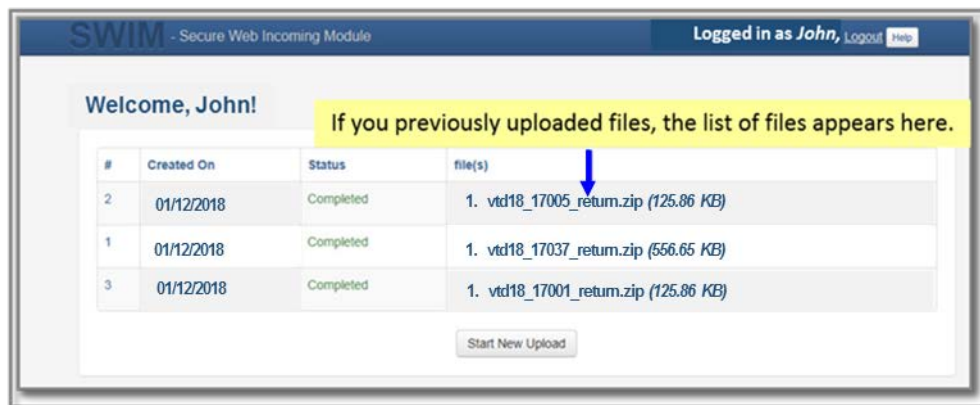 SWIM - Secure Web Incoming Module Logged in as John, Logout Help
Welcome, John!
If you previously uploaded files, the list of files appears here.
# Created On Status file(s)
2 01/12/2018 Completed 1. vtd18_17005_return.zip (125.86 KB)
1 01/12/2018 Completed 1. vtd18_17037_return.zip (556.65 KB)
3 01/12/2018 Completed 1. vtd18_17001_return.zip (125.86 KB)
Start New Upload